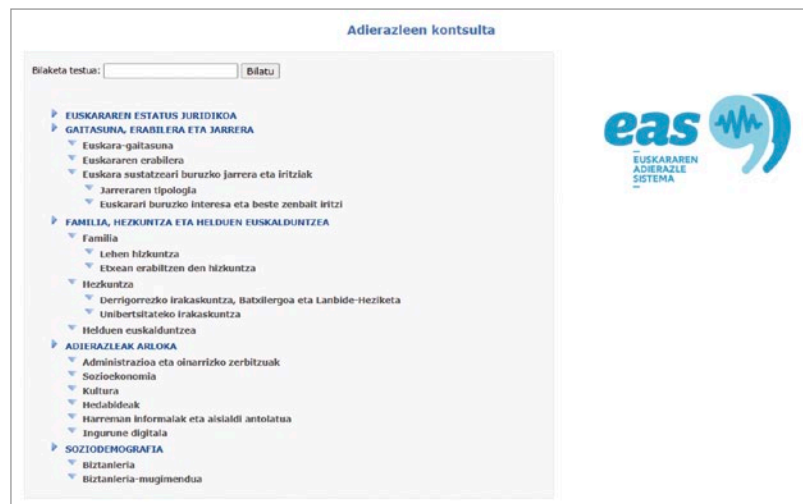 Adierazleen kontsulta
Bilaketa testua:
Bilatu
EUSKARAREN ESTATUS JURIDIKOA
GAITASUNA, ERABILERA ETA JARRERA
Euskara-gaitasuna
Euskararen erabilera
Euskara sustatzeari buruzko jarrera eta iritziak
Jarreraren tipologia
Euskarari buruzko interesa eta beste zenbait iritzi
FAMILIA, HEZKUNTZA ETA HELDUEN EUSKALDUNTZEA
Familia
Lehen hizkuntza
Etxean erabiltzen den hizkuntza
Hezkuntza
Derrigorrezko irakaskuntza, Batxilergoa eta Lanbide-Heziketa
Unibertsitateko irakaskuntza
Helduen euskalduntzea
ADIERAZLEAK ARLOKA
Administrazioa eta oinarrizko zerbitzuak
Sozioekonomia
Kultura
Hedabideak
Harreman informalak eta aisialdi antolatua
Ingurune digitala
SOZIODEMOGRAFIA
Biztanleria
Biztanleria-mugimendua
eas
EUSKARAREN
ADIERAZLE
SISTEMA